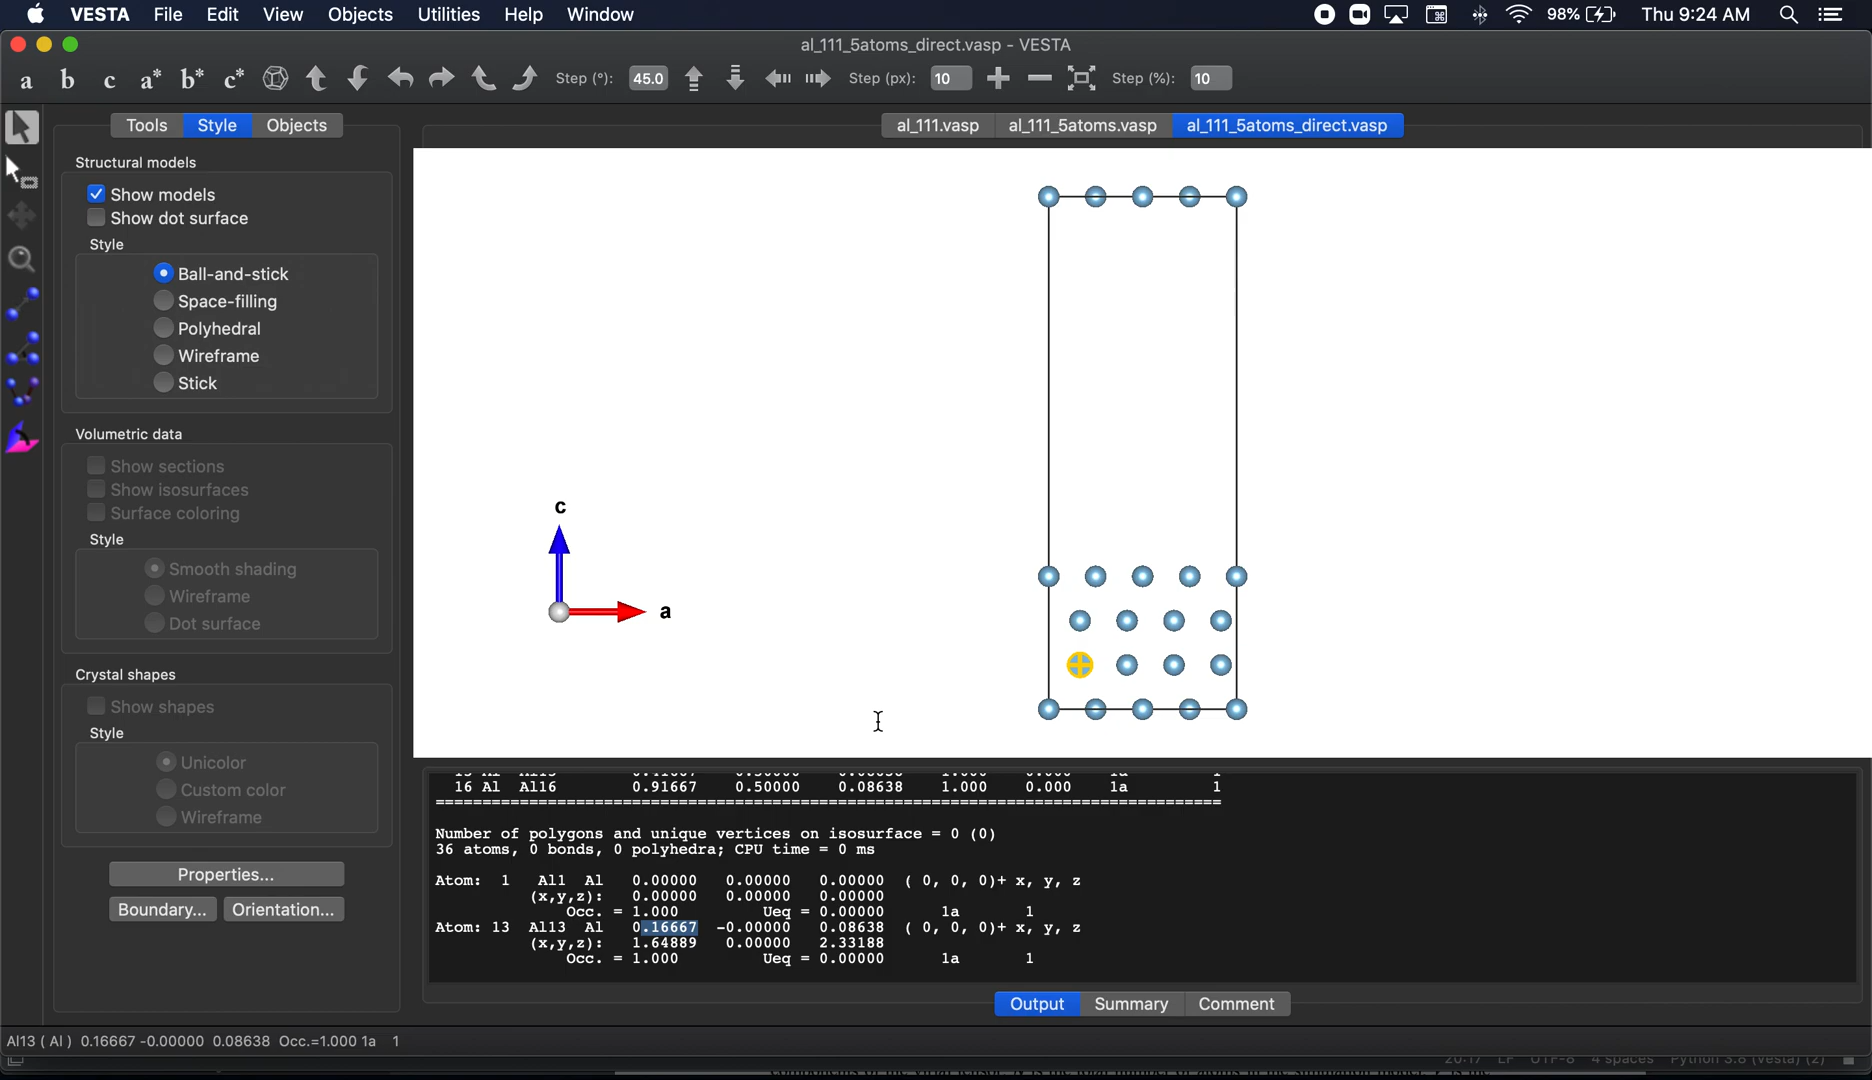 VESTA File Edit View Objects Utilities Help Window 98% Thu 9:24 AM
al_111_5atoms_direct.vasp - VESTA
a b c a* b* c* Step (°): 45.0 Step (px): 10 Step (%): 10
Tools Style Objects
al_111.vasp al_111_5atoms.vasp al_111_5atoms_direct.vasp
Structural models
Show models
Show dot surface
Style
Ball-and-stick
Space-filling
Polyhedral
Wireframe
Stick
Volumetric data
Show sections
Show isosurfaces
Surface coloring
Style
Smooth shading
Wireframe
Dot surface
Crystal shapes
Show shapes
Style
Unicolor
Custom color
Wireframe
Properties...
Boundary... Orientation...
c
a
16 Al Al16 0.91667 0.50000 0.08638 1.000 0.000 1a 1
================================================================
Number of polygons and unique vertices on isosurface = 0 (0)
36 atoms, 0 bonds, 0 polyhedra; CPU time = 0 ms
Atom: 1 Al1 Al 0.00000 0.00000 0.00000 ( 0, 0, 0)+ x, y, z
(x,y,z): 0.00000 0.00000 0.00000
Occ. = 1.000 Ueq = 0.00000 1a 1
Atom: 13 Al13 Al 0.16667 -0.00000 0.08638 ( 0, 0, 0)+ x, y, z
(x,y,z): 1.64889 0.00000 2.33188
Occ. = 1.000 Ueq = 0.00000 1a 1
Output Summary Comment
Al13 ( Al ) 0.16667 -0.00000 0.08638 Occ.=1.000 1a 1